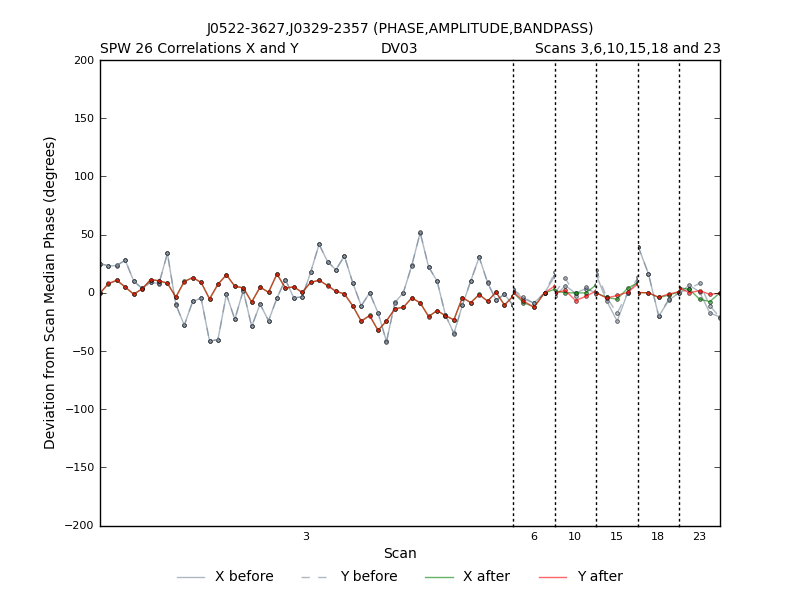 J0522-3627,J0329-2357 (PHASE,AMPLITUDE,BANDPASS)
SPW 26 Correlations X and Y DV03 Scans 3,6,10,15,18 and 23
200
150
100
50
0
−50
−100
−150
−200
Deviation from Scan Median Phase (degrees)
3 6 10 15 18 23
Scan
X before Y before X after Y after